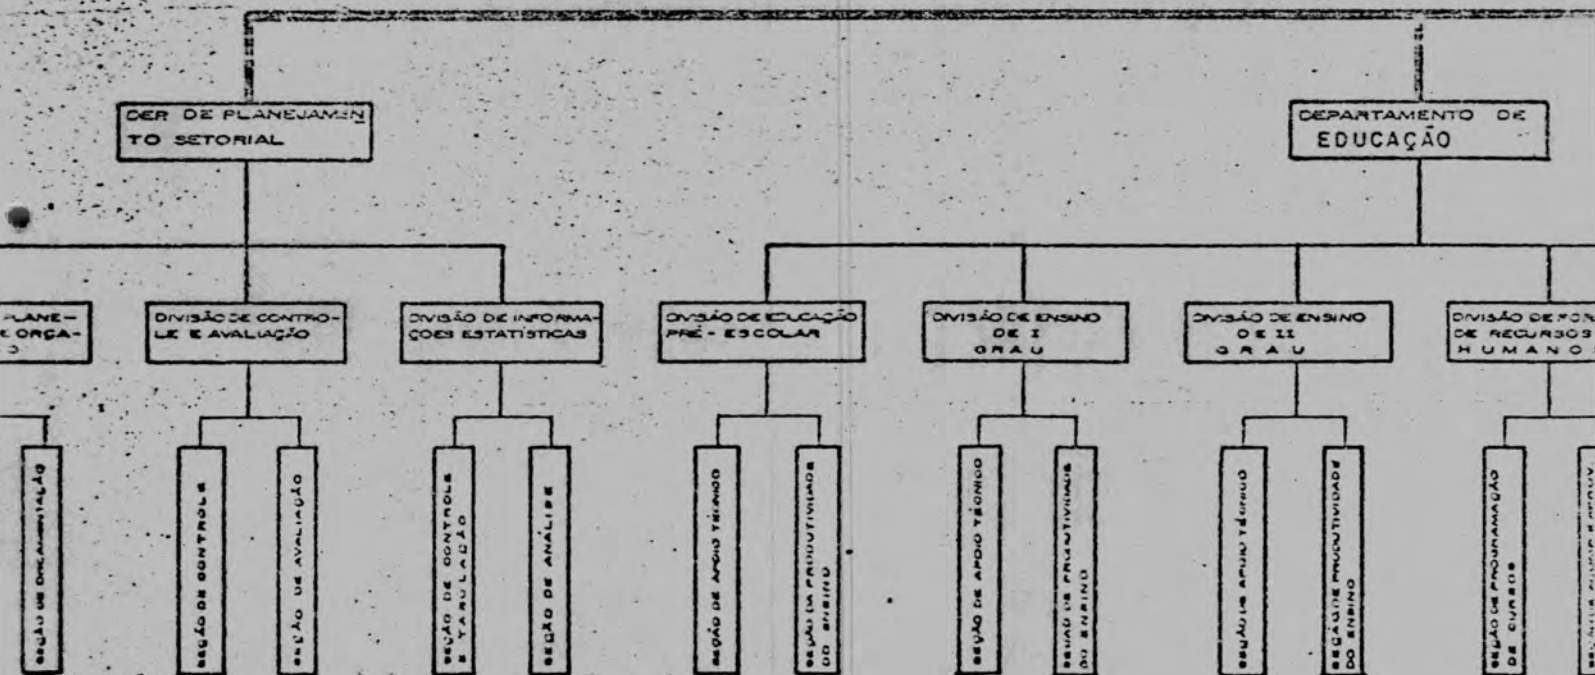 DEP DE PLANEJAMEN
TO SETORIAL
DEPARTAMENTO DE
EDUCAÇÃO
PLANE-
E ORÇA-
O
DIVISÃO DE CONTRO-
LE E AVALIAÇÃO
DIVISÃO DE INFORMA-
ÇOES ESTATÍSTICAS
DIVISÃO DE EDUCAÇÃO
PRÉ-ESCOLAR
DIVISÃO DE ENSINO
DE I
GRAU
DIVISÃO DE ENSINO
DE II
GRAU
DIVISÃO DE FOR
DE RECURSOS
HUMANO
SEÇÃO DE ORÇAMENTAÇÃO
SEÇÃO DE CONTROLE
SEÇÃO DE AVALIAÇÃO
SEÇÃO DE CONTROLE
E TABULAÇÃO
SEÇÃO DE ANÁLISE
SEÇÃO DE APOIO TÉCNICO
SEÇÃO DA PRODUTIVIDADE
DO ENSINO
SEÇÃO DE APOIO TÉCNICO
SEÇÃO DE PRODUTIVIDADE
DO ENSINO
SEÇÃO DE APOIO TÉCNICO
SEÇÃO DE PRODUTIVIDADE
DO ENSINO
SEÇÃO DE PROGRAMAÇÃO
DE CURSOS